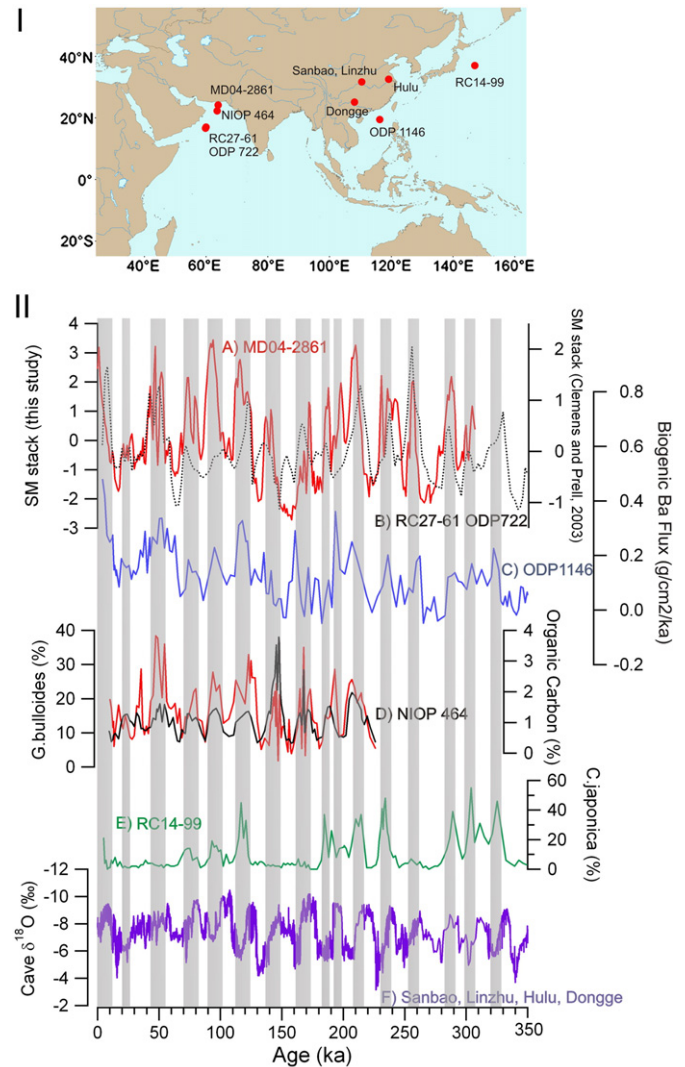 I
40°N
20°N
0°
20°S
MD04-2861
NIOP 464
RC27-61
ODP 722
Sanbao, Linzhu
Hulu
Dongge
ODP 1146
RC14-99
40°E 60°E 80°E 100°E 120°E 140°E 160°E
II
SM stack (this study)
4
3
2
1
0
-1
-2
-3
A) MD04-2861
B) RC27-61 ODP722
SM stack (Clemens and Prell, 2003)
2
1
0
-1
Biogenic Ba Flux (g/cm2/ka)
0.8
0.6
0.4
0.2
0.0
-0.2
C) ODP1146
G.bulloides (%)
40
30
20
10
0
D) NIOP 464
Organic Carbon (%)
4
3
2
1
0
E) RC14-99
C.japonica (%)
60
40
20
0
Cave δ18O (‰)
-12
-10
-8
-6
-4
-2
F) Sanbao, Linzhu, Hulu, Dongge
0 50 100 150 200 250 300 350
Age (ka)